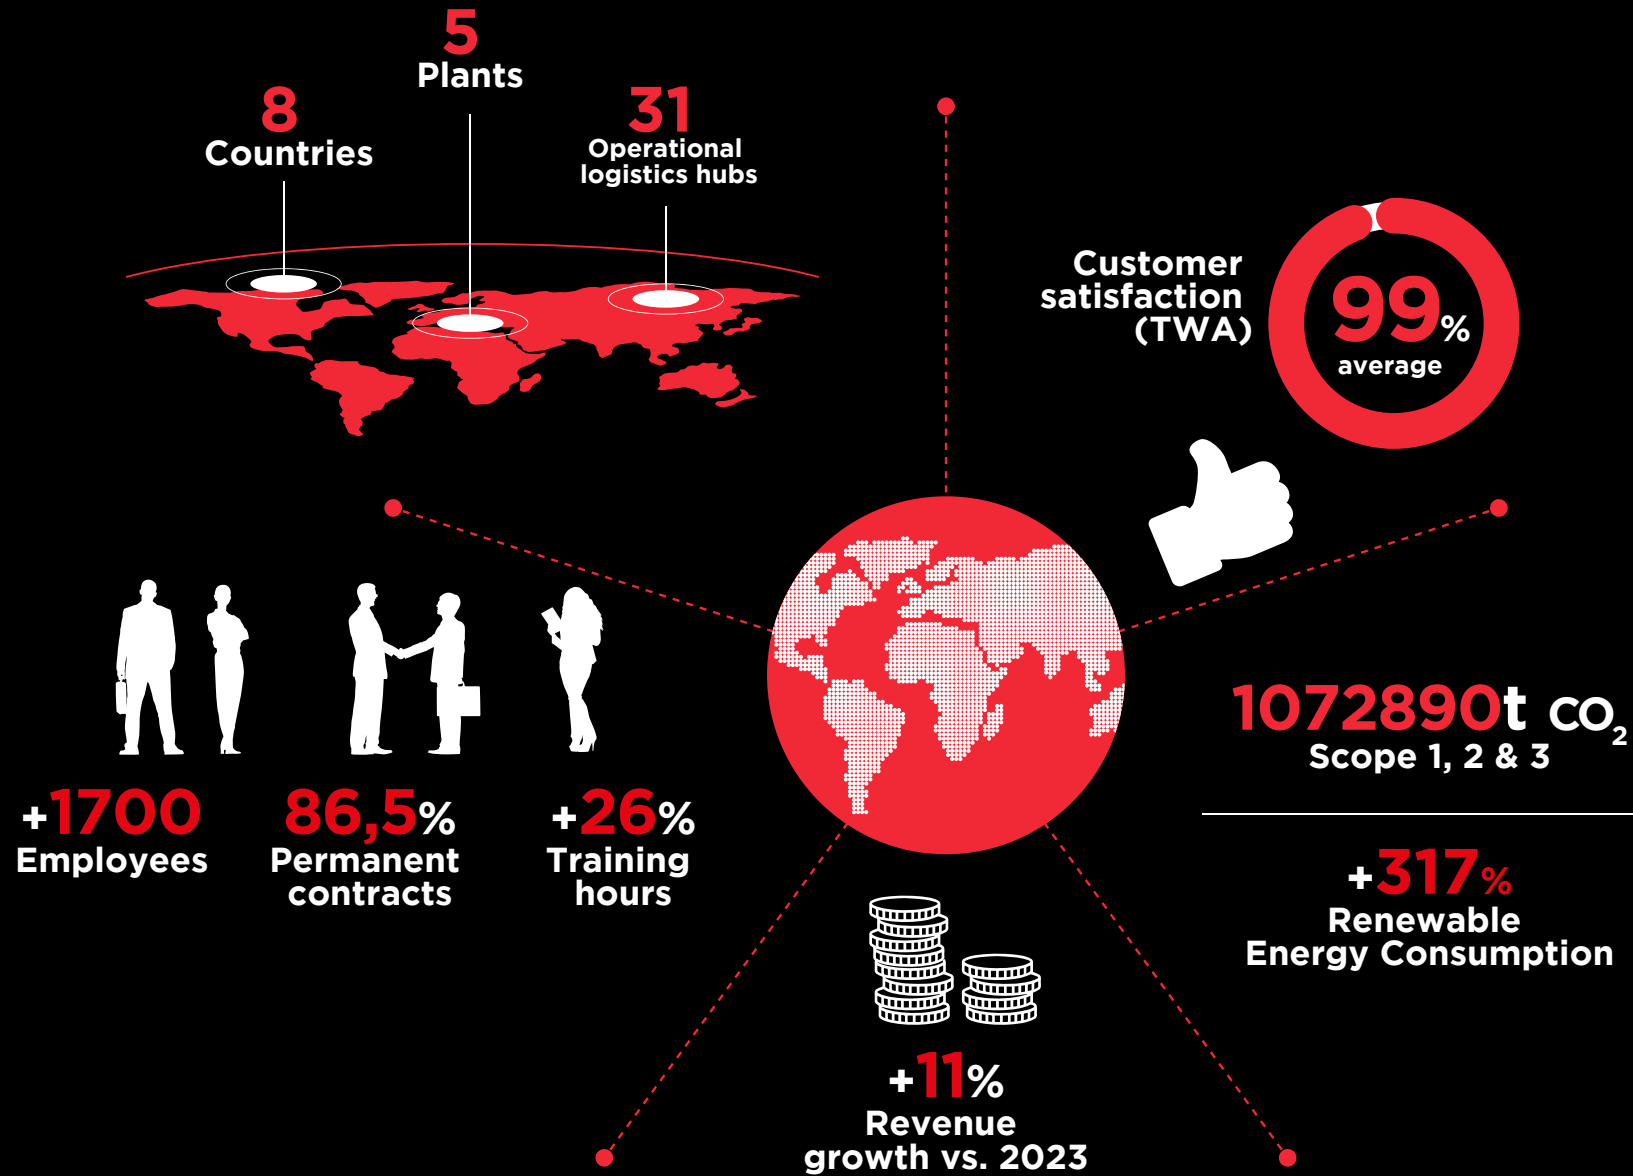 5
Plants
8
Countries
31
Operational
logistics hubs
Customer
satisfaction
(TWA)
99%
average
+1700
Employees
86,5%
Permanent
contracts
+26%
Training
hours
1072890t CO₂
Scope 1, 2 & 3
+317%
Renewable
Energy Consumption
+11%
Revenue
growth vs. 2023